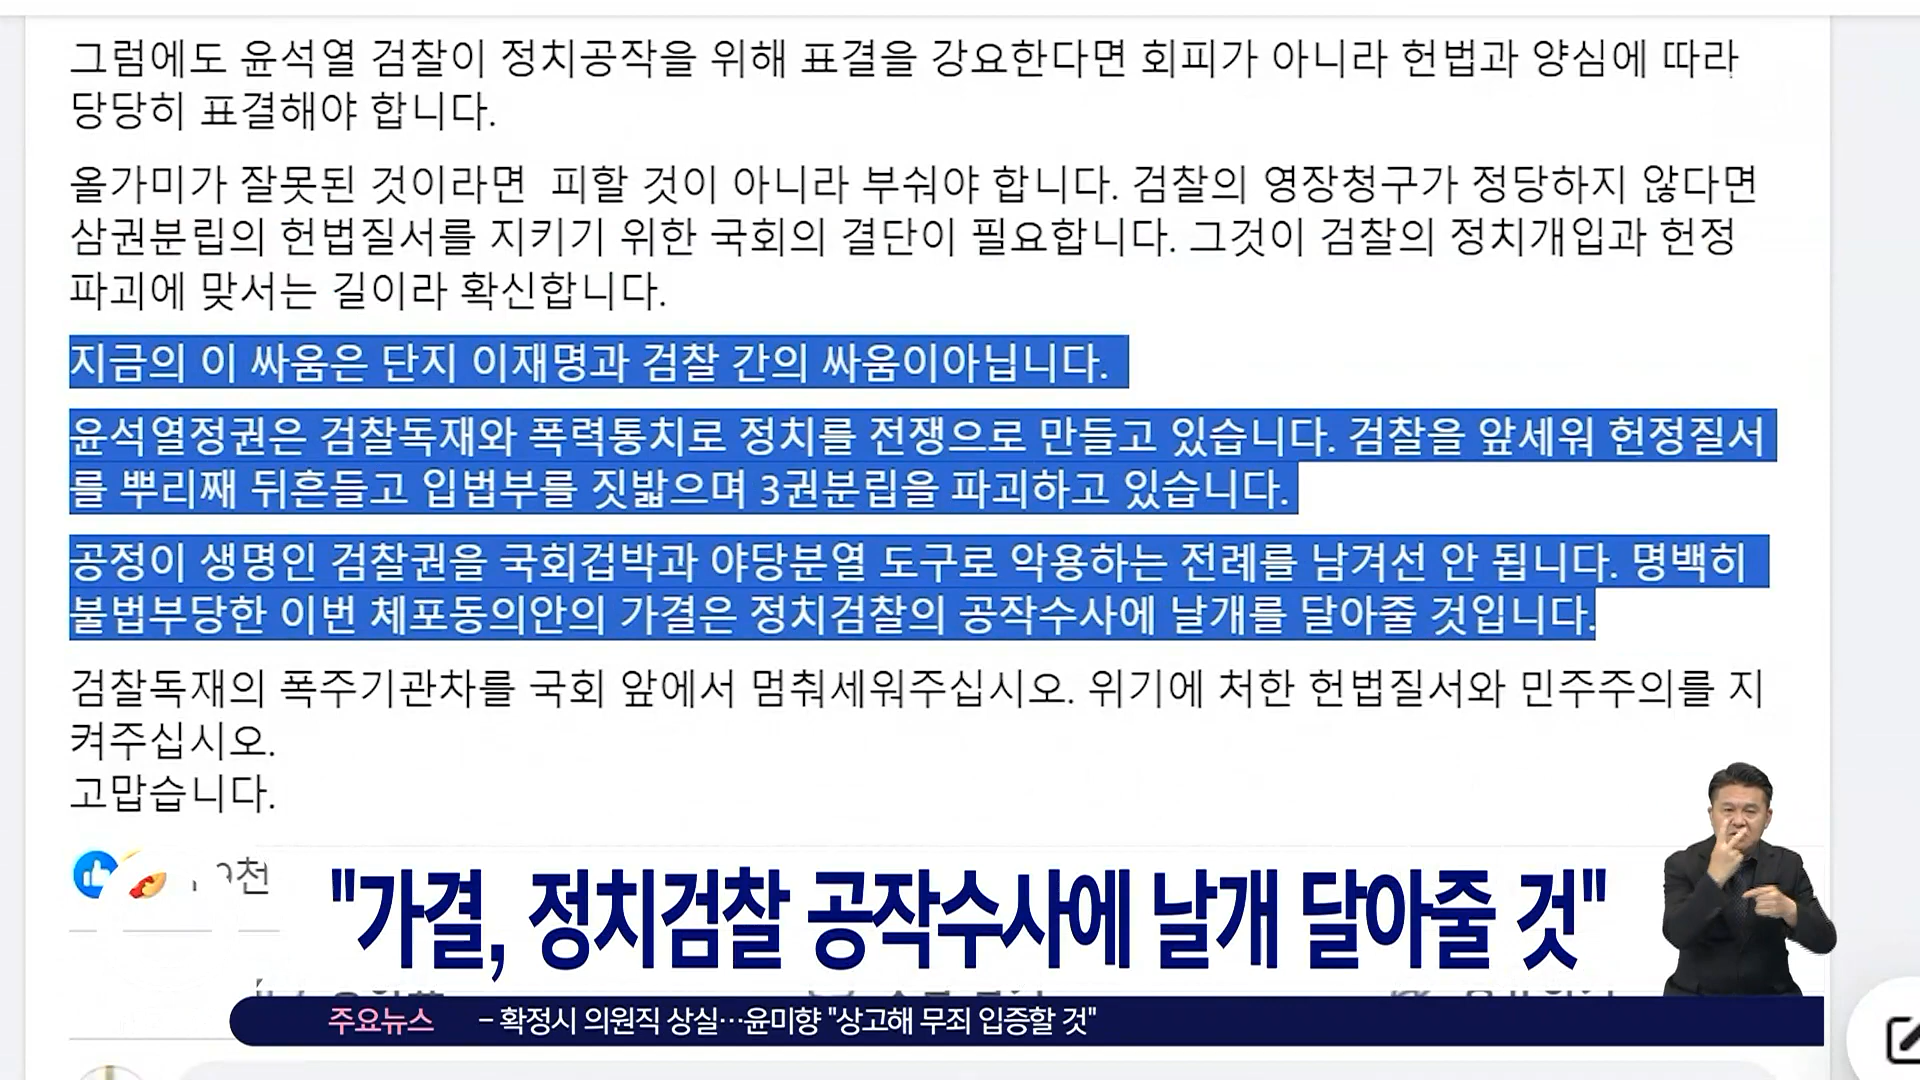 그럼에도 윤석열 검찰이 정치공작을 위해 표결을 강요한다면 회피가 아니라 헌법과 양심에 따라
당당히 표결해야 합니다.
올가미가 잘못된 것이라면  피할 것이 아니라 부숴야 합니다. 검찰의 영장청구가 정당하지 않다면
삼권분립의 헌법질서를 지키기 위한 국회의 결단이 필요합니다. 그것이 검찰의 정치개입과 헌정
파괴에 맞서는 길이라 확신합니다.
지금의 이 싸움은 단지 이재명과 검찰 간의 싸움이아닙니다.
윤석열정권은 검찰독재와 폭력통치로 정치를 전쟁으로 만들고 있습니다. 검찰을 앞세워 헌정질서
를 뿌리째 뒤흔들고 입법부를 짓밟으며 3권분립을 파괴하고 있습니다.
공정이 생명인 검찰권을 국회겁박과 야당분열 도구로 악용하는 전례를 남겨선 안 됩니다. 명백히
불법부당한 이번 체포동의안의 가결은 정치검찰의 공작수사에 날개를 달아줄 것입니다.
검찰독재의 폭주기관차를 국회 앞에서 멈춰세워주십시오. 위기에 처한 헌법질서와 민주주의를 지
켜주십시오.
고맙습니다.
"가결, 정치검찰 공작수사에 날개 달아줄 것"
주요뉴스 - 확정시 의원직 상실…윤미향 "상고해 무죄 입증할 것"